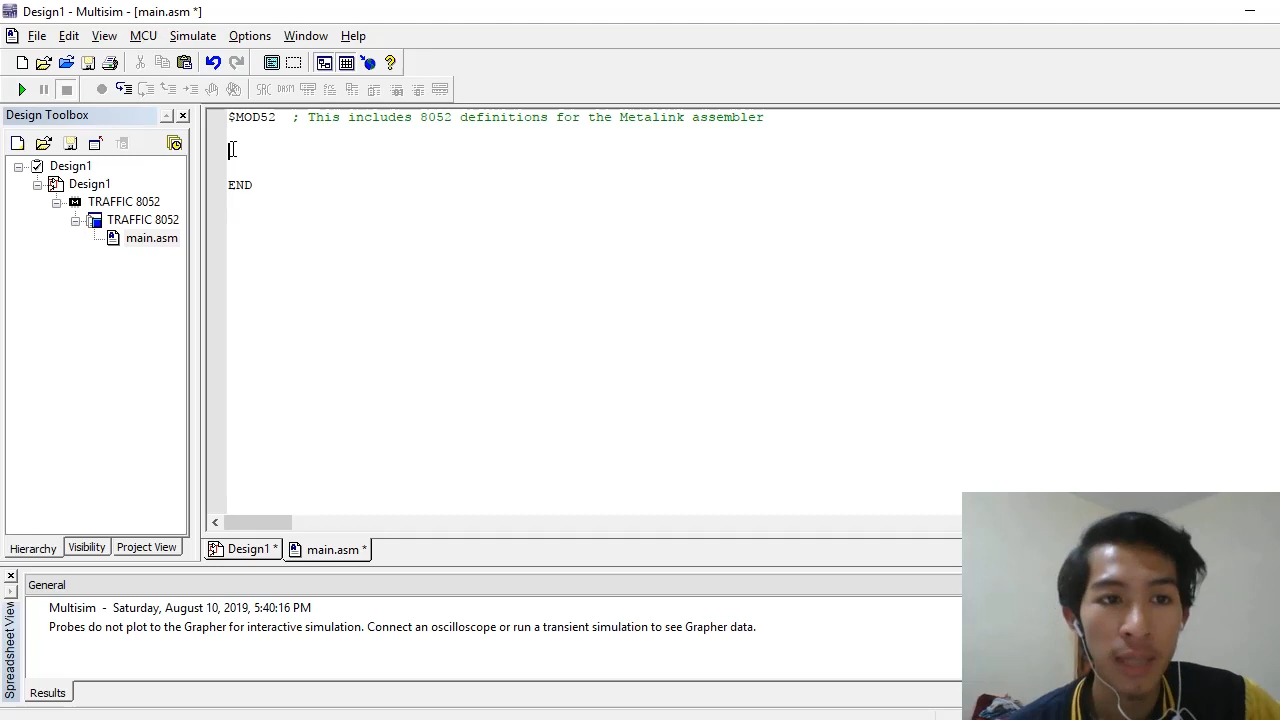 Design1 - Multisim - [main.asm *]
File Edit View MCU Simulate Options Window Help
Design Toolbox
Design1
Design1
TRAFFIC 8052
TRAFFIC 8052
main.asm
Hierarchy Visibility Project View
$MOD52 ; This includes 8052 definitions for the Metalink assembler
END
Design1 * main.asm *
Spreadsheet View
General
Multisim - Saturday, August 10, 2019, 5:40:16 PM
Probes do not plot to the Grapher for interactive simulation. Connect an oscilloscope or run a transient simulation to see Grapher data.
Results